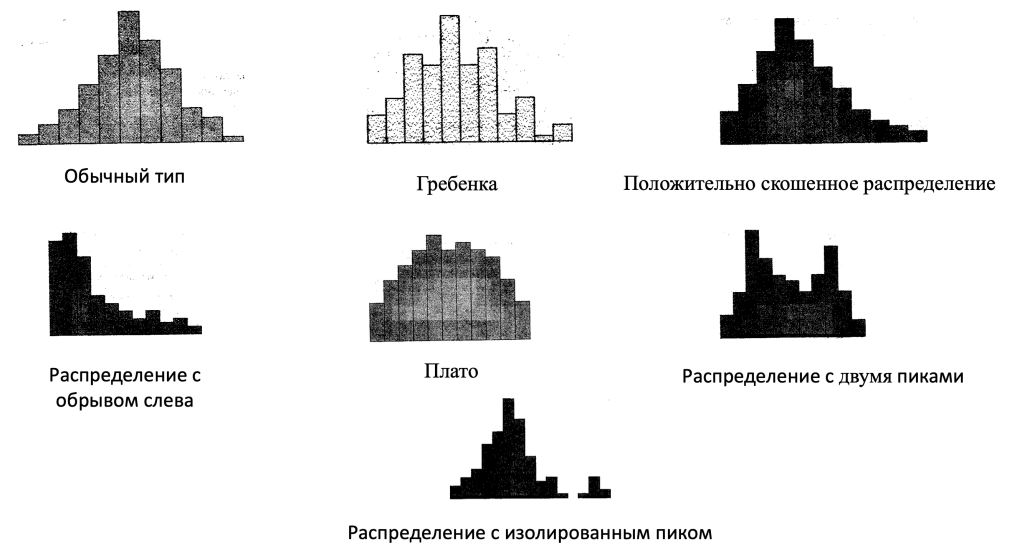 Обычный тип
Гребенка
Положительно скошенное распределение
Распределение с
обрывом слева
Плато
Распределение с двумя пиками
Распределение с изолированным пиком